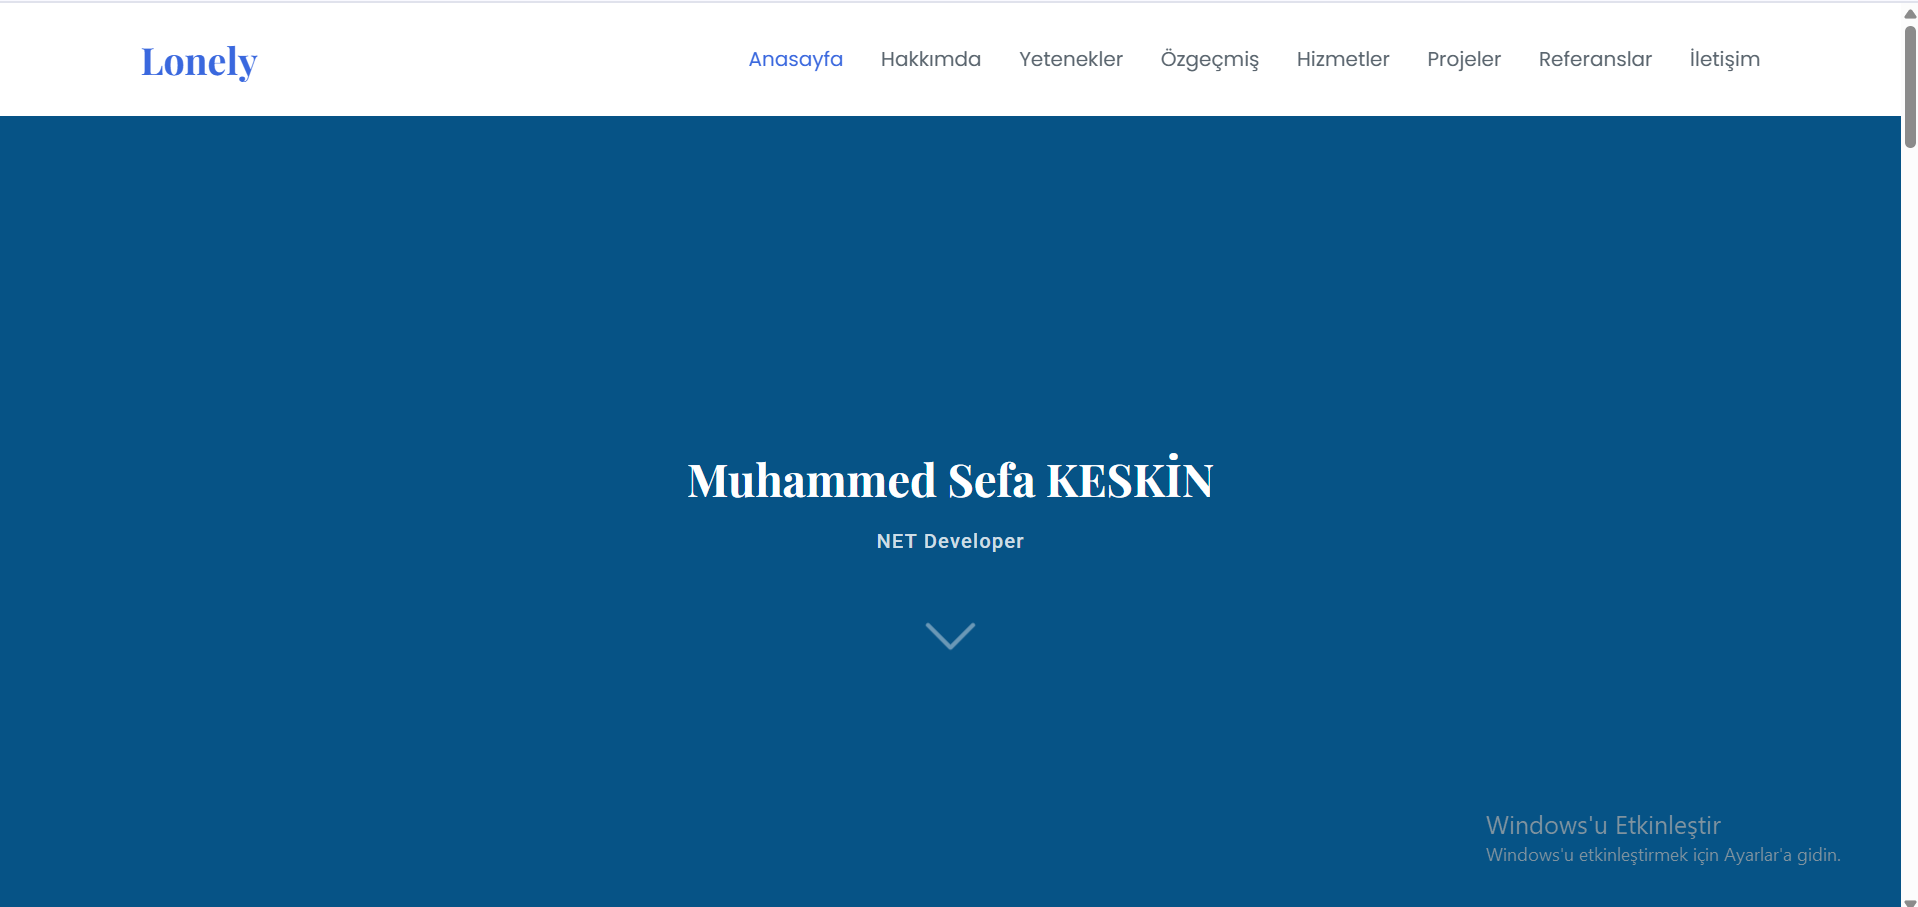 Lonely
Anasayfa Hakkımda Yetenekler Özgeçmiş Hizmetler Projeler Referanslar İletişim
Muhammed Sefa KESKİN
NET Developer
Windows'u Etkinleştir
Windows'u etkinleştirmek için Ayarlar'a gidin.